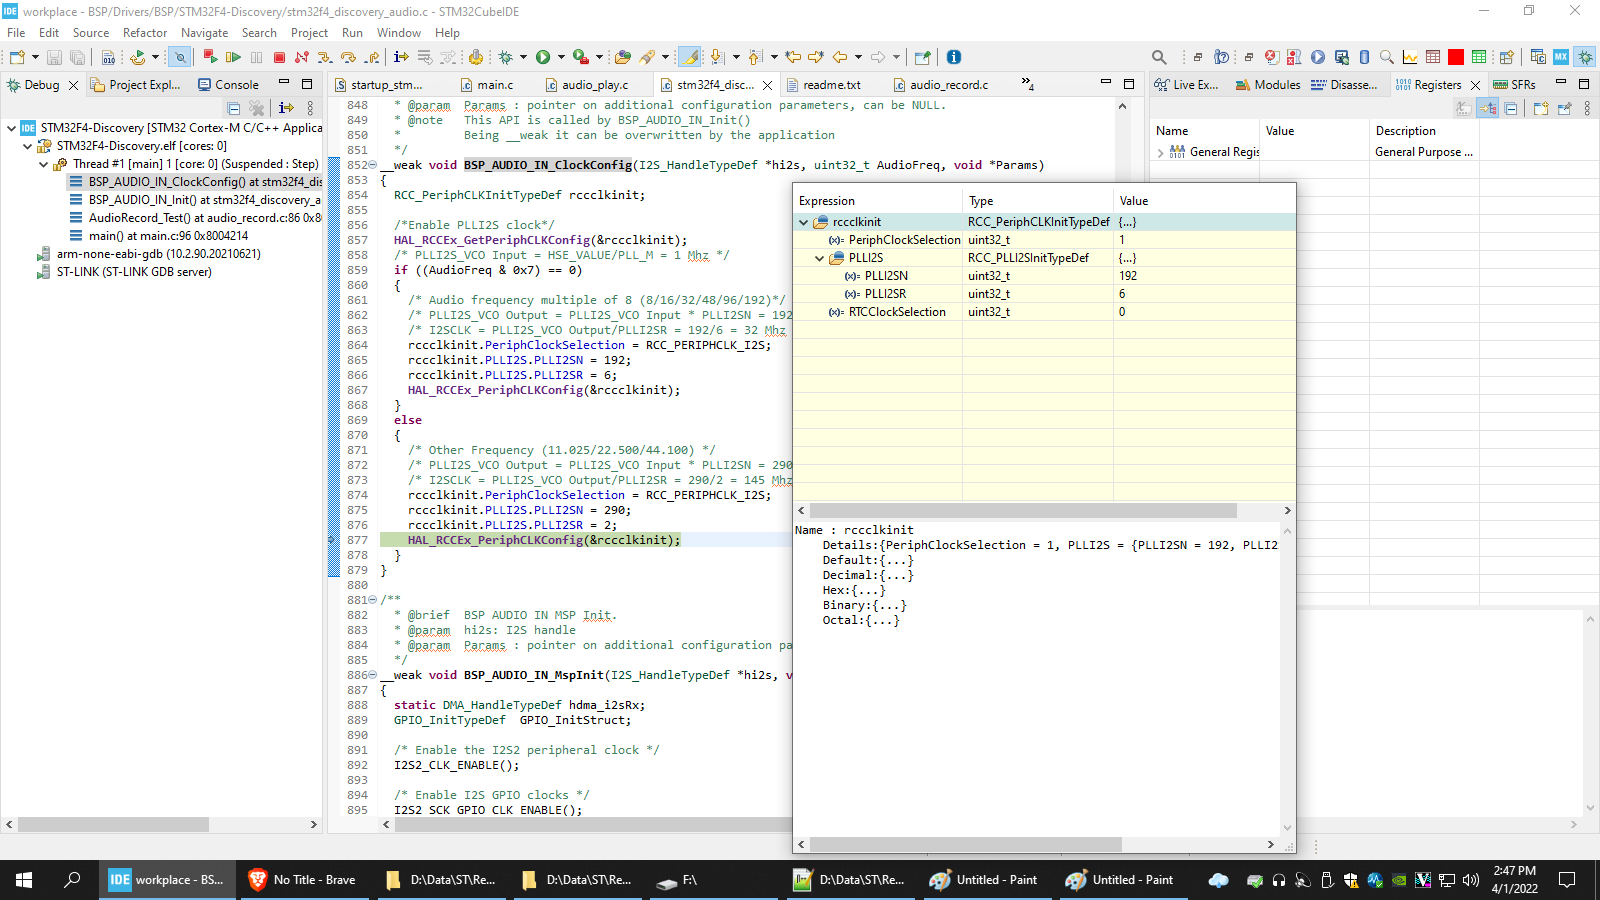 workplace - BSP/Drivers/BSP/STM32F4-Discovery/stm32f4_discovery_audio.c - STM32CubeIDE
File Edit Source Refactor Navigate Search Project Run Window Help
Debug Project Expl... Console
startup_stm... main.c audio_play.c stm32f4_disc... readme.txt audio_record.c
4
Live Ex... Modules Disasse... Registers SFRs
STM32F4-Discovery [STM32 Cortex-M C/C++ Applica
STM32F4-Discovery.elf [cores: 0]
Thread #1 [main] 1 [core: 0] (Suspended : Step)
BSP_AUDIO_IN_ClockConfig() at stm32f4_dis
BSP_AUDIO_IN_Init() at stm32f4_discovery_a
AudioRecord_Test() at audio_record.c:86 0x8
main() at main.c:96 0x8004214
arm-none-eabi-gdb (10.2.90.20210621)
ST-LINK (ST-LINK GDB server)
848 * @param Params : pointer on additional configuration parameters, can be NULL.
849 * @note This API is called by BSP_AUDIO_IN_Init()
850 * Being __weak it can be overwritten by the application
851 */
852 __weak void BSP_AUDIO_IN_ClockConfig(I2S_HandleTypeDef *hi2s, uint32_t AudioFreq, void *Params)
853 {
854 RCC_PeriphCLKInitTypeDef rccclkinit;
855
856 /*Enable PLLI2S clock*/
857 HAL_RCCEx_GetPeriphCLKConfig(&rccclkinit);
858 /* PLLI2S_VCO Input = HSE_VALUE/PLL_M = 1 Mhz */
859 if ((AudioFreq & 0x7) == 0)
860 {
861 /* Audio frequency multiple of 8 (8/16/32/48/96/192)*/
862 /* PLLI2S_VCO Output = PLLI2S_VCO Input * PLLI2SN = 192
863 /* I2SCLK = PLLI2S_VCO Output/PLLI2SR = 192/6 = 32 Mhz
864 rccclkinit.PeriphClockSelection = RCC_PERIPHCLK_I2S;
865 rccclkinit.PLLI2S.PLLI2SN = 192;
866 rccclkinit.PLLI2S.PLLI2SR = 6;
867 HAL_RCCEx_PeriphCLKConfig(&rccclkinit);
868 }
869 else
870 {
871 /* Other Frequency (11.025/22.500/44.100) */
872 /* PLLI2S_VCO Output = PLLI2S_VCO Input * PLLI2SN = 290
873 /* I2SCLK = PLLI2S_VCO Output/PLLI2SR = 290/2 = 145 Mhz
874 rccclkinit.PeriphClockSelection = RCC_PERIPHCLK_I2S;
875 rccclkinit.PLLI2S.PLLI2SN = 290;
876 rccclkinit.PLLI2S.PLLI2SR = 2;
877 HAL_RCCEx_PeriphCLKConfig(&rccclkinit);
878 }
879 }
880
881 /**
882 * @brief BSP AUDIO IN MSP Init.
883 * @param hi2s: I2S handle
884 * @param Params : pointer on additional configuration pa
885 */
886 __weak void BSP_AUDIO_IN_MspInit(I2S_HandleTypeDef *hi2s, v
887 {
888 static DMA_HandleTypeDef hdma_i2sRx;
889 GPIO_InitTypeDef GPIO_InitStruct;
890
891 /* Enable the I2S2 peripheral clock */
892 I2S2_CLK_ENABLE();
893
894 /* Enable I2S GPIO clocks */
895 I2S2_SCK_GPIO_CLK_ENABLE();
Expression Type Value
rccclkinit RCC_PeriphCLKInitTypeDef {...}
PeriphClockSelection uint32_t 1
PLLI2S RCC_PLLI2SInitTypeDef {...}
PLLI2SN uint32_t 192
PLLI2SR uint32_t 6
RTCClockSelection uint32_t 0
Name : rccclkinit
Details:{PeriphClockSelection = 1, PLLI2S = {PLLI2SN = 192, PLLI2
Default:{...}
Decimal:{...}
Hex:{...}
Binary:{...}
Octal:{...}
Name Value Description
General Regis General Purpose ...
IDE workplace - BS... No Title - Brave D:\Data\ST\Re... D:\Data\ST\Re... F:\ D:\Data\ST\Re... Untitled - Paint Untitled - Paint
2:47 PM
4/1/2022